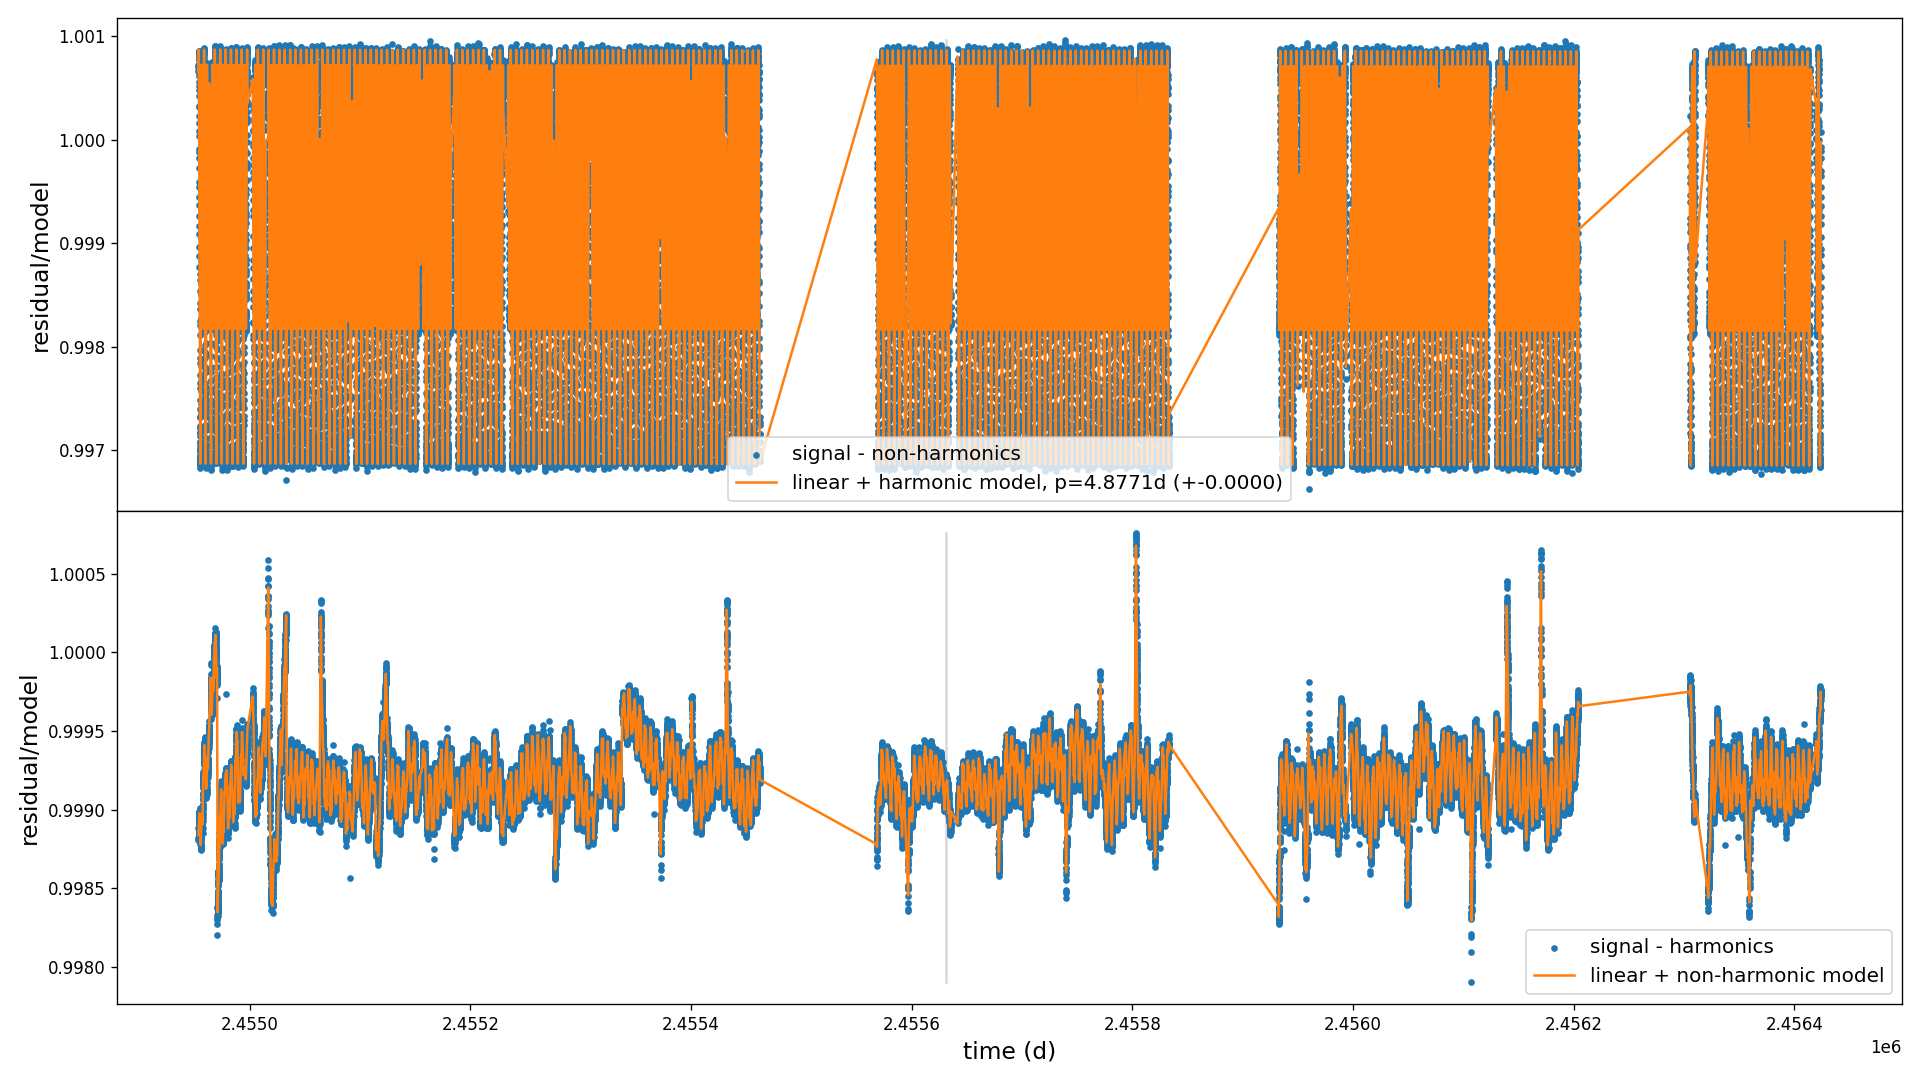 1.001
1.000
0.999
0.998
0.997
residual/model
signal - non-harmonics
linear + harmonic model, p=4.8771d (+-0.0000)
1.0005
1.0000
0.9995
0.9990
0.9985
0.9980
residual/model
signal - harmonics
linear + non-harmonic model
2.4550
2.4552
2.4554
2.4556
2.4558
2.4560
2.4562
2.4564
time (d)
1e6